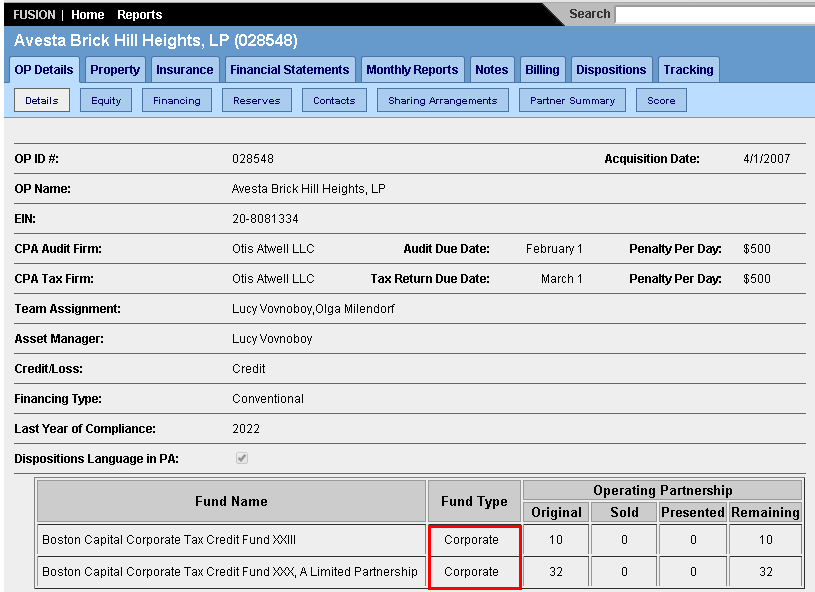 FUSION | Home Reports Search
Avesta Brick Hill Heights, LP (028548)
OP Details Property Insurance Financial Statements Monthly Reports Notes Billing Dispositions Tracking
Details Equity Financing Reserves Contacts Sharing Arrangements Partner Summary Score
OP ID #: 028548 Acquisition Date: 4/1/2007
OP Name: Avesta Brick Hill Heights, LP
EIN: 20-8081334
CPA Audit Firm: Otis Atwell LLC Audit Due Date: February 1 Penalty Per Day: $500
CPA Tax Firm: Otis Atwell LLC Tax Return Due Date: March 1 Penalty Per Day: $500
Team Assignment: Lucy Vovnoboy,Olga Milendorf
Asset Manager: Lucy Vovnoboy
Credit/Loss: Credit
Financing Type: Conventional
Last Year of Compliance: 2022
Dispositions Language in PA:
Fund Name Fund Type Operating Partnership
Original Sold Presented Remaining
Boston Capital Corporate Tax Credit Fund XXIII Corporate 10 0 0 10
Boston Capital Corporate Tax Credit Fund XXX, A Limited Partnership Corporate 32 0 0 32